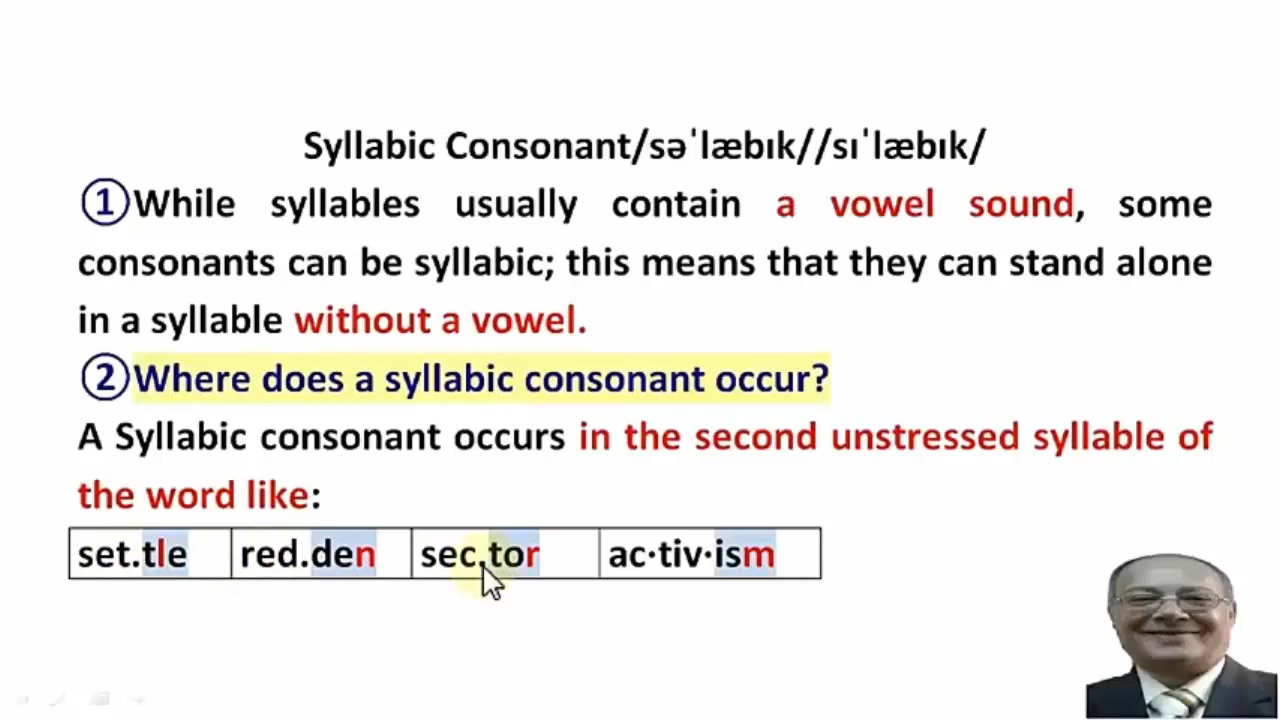 Syllabic Consonant/səˈlæbɪk//sɪˈlæbɪk/
①While syllables usually contain a vowel sound, some
consonants can be syllabic; this means that they can stand alone
in a syllable without a vowel.
②Where does a syllabic consonant occur?
A Syllabic consonant occurs in the second unstressed syllable of
the word like:
set.tle red.den sec.tor ac·tiv·ism